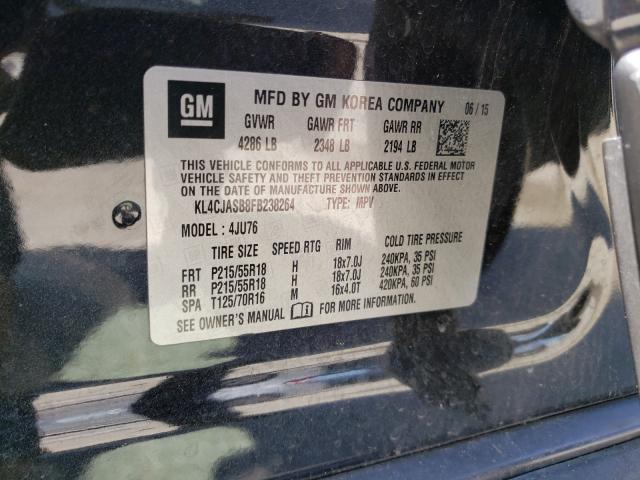 GM MFD BY GM KOREA COMPANY 06/15
GVWR GAWR FRT GAWR RR
4286 LB 2348 LB 2194 LB
THIS VEHICLE CONFORMS TO ALL APPLICABLE U.S. FEDERAL MOTOR
VEHICLE SAFETY AND THEFT PREVENTION STANDARDS IN EFFECT ON
THE DATE OF MANUFACTURE SHOWN ABOVE.
KL4CJASB8FB238264 TYPE: MPV
MODEL: 4JU76
TIRE SIZE SPEED RTG RIM COLD TIRE PRESSURE
FRT P215/55R18 H 18x7.0J 240KPA, 35 PSI
RR P215/55R18 H 18x7.0J 240KPA, 35 PSI
SPA T125/70R16 M 16x4.0T 420KPA, 60 PSI
SEE OWNER'S MANUAL FOR MORE INFORMATION.